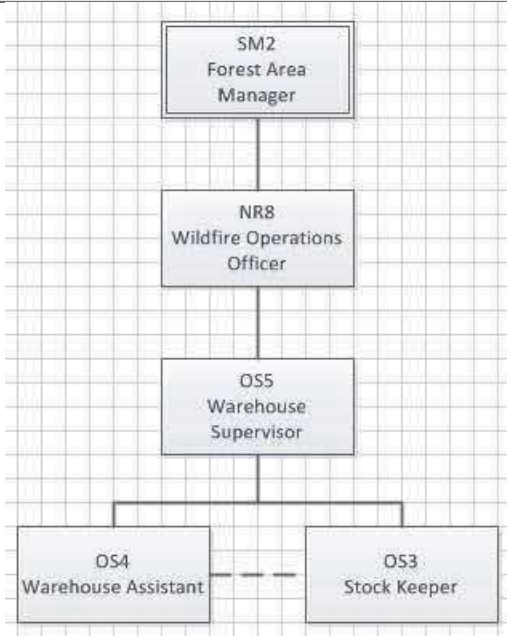 SM2
Forest Area
Manager
NR8
Wildfire Operations
Officer
OS5
Warehouse
Supervisor
OS4
Warehouse Assistant
OS3
Stock Keeper